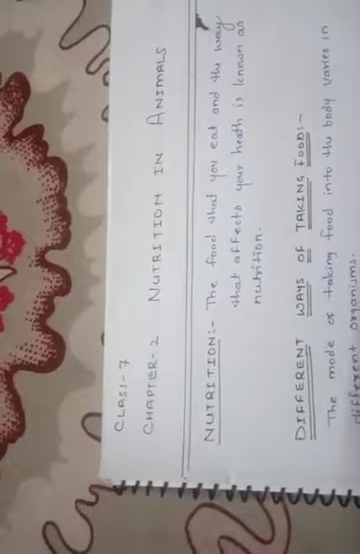 CLASS-7
CHAPTER-2 NUTRITION IN ANIMALS
NUTRITION:- The food that you eat and the way
that affects your heath is known as
nutrition.
DIFFERENT WAYS OF TAKING FOOD:-
The mode of taking food into the body varies in
different organisms.